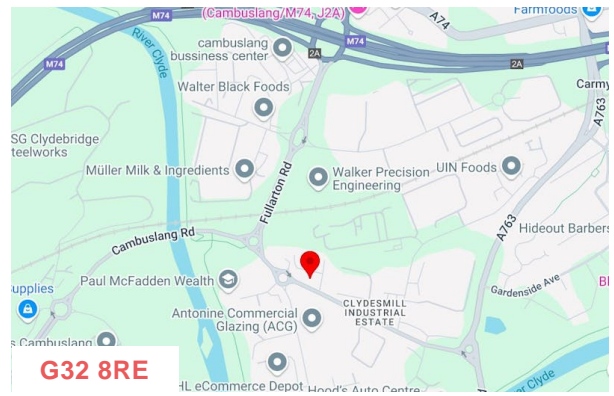 (Cambuslang/M74, J2A)
A74
Farmfoods
M74
River Clyde
cambuslang
bussiness center
2A
M74
M74
2A
Walter Black Foods
Carmy
A763
SG Clydebridge
teelworks
Müller Milk & Ingredients
Fullarton Rd
Walker Precision
Engineering
UIN Foods
Cambuslang Rd
A763
Hideout Barbers
Paul McFadden Wealth
Gardenside Ave
Bl
upplies
CLYDESMILL
INDUSTRIAL
ESTATE
Antonine Commercial
Glazing (ACG)
s Cambuslang
G32 8RE
HL eCommerce Depot
Hood's Auto Centre
A
River Clyde